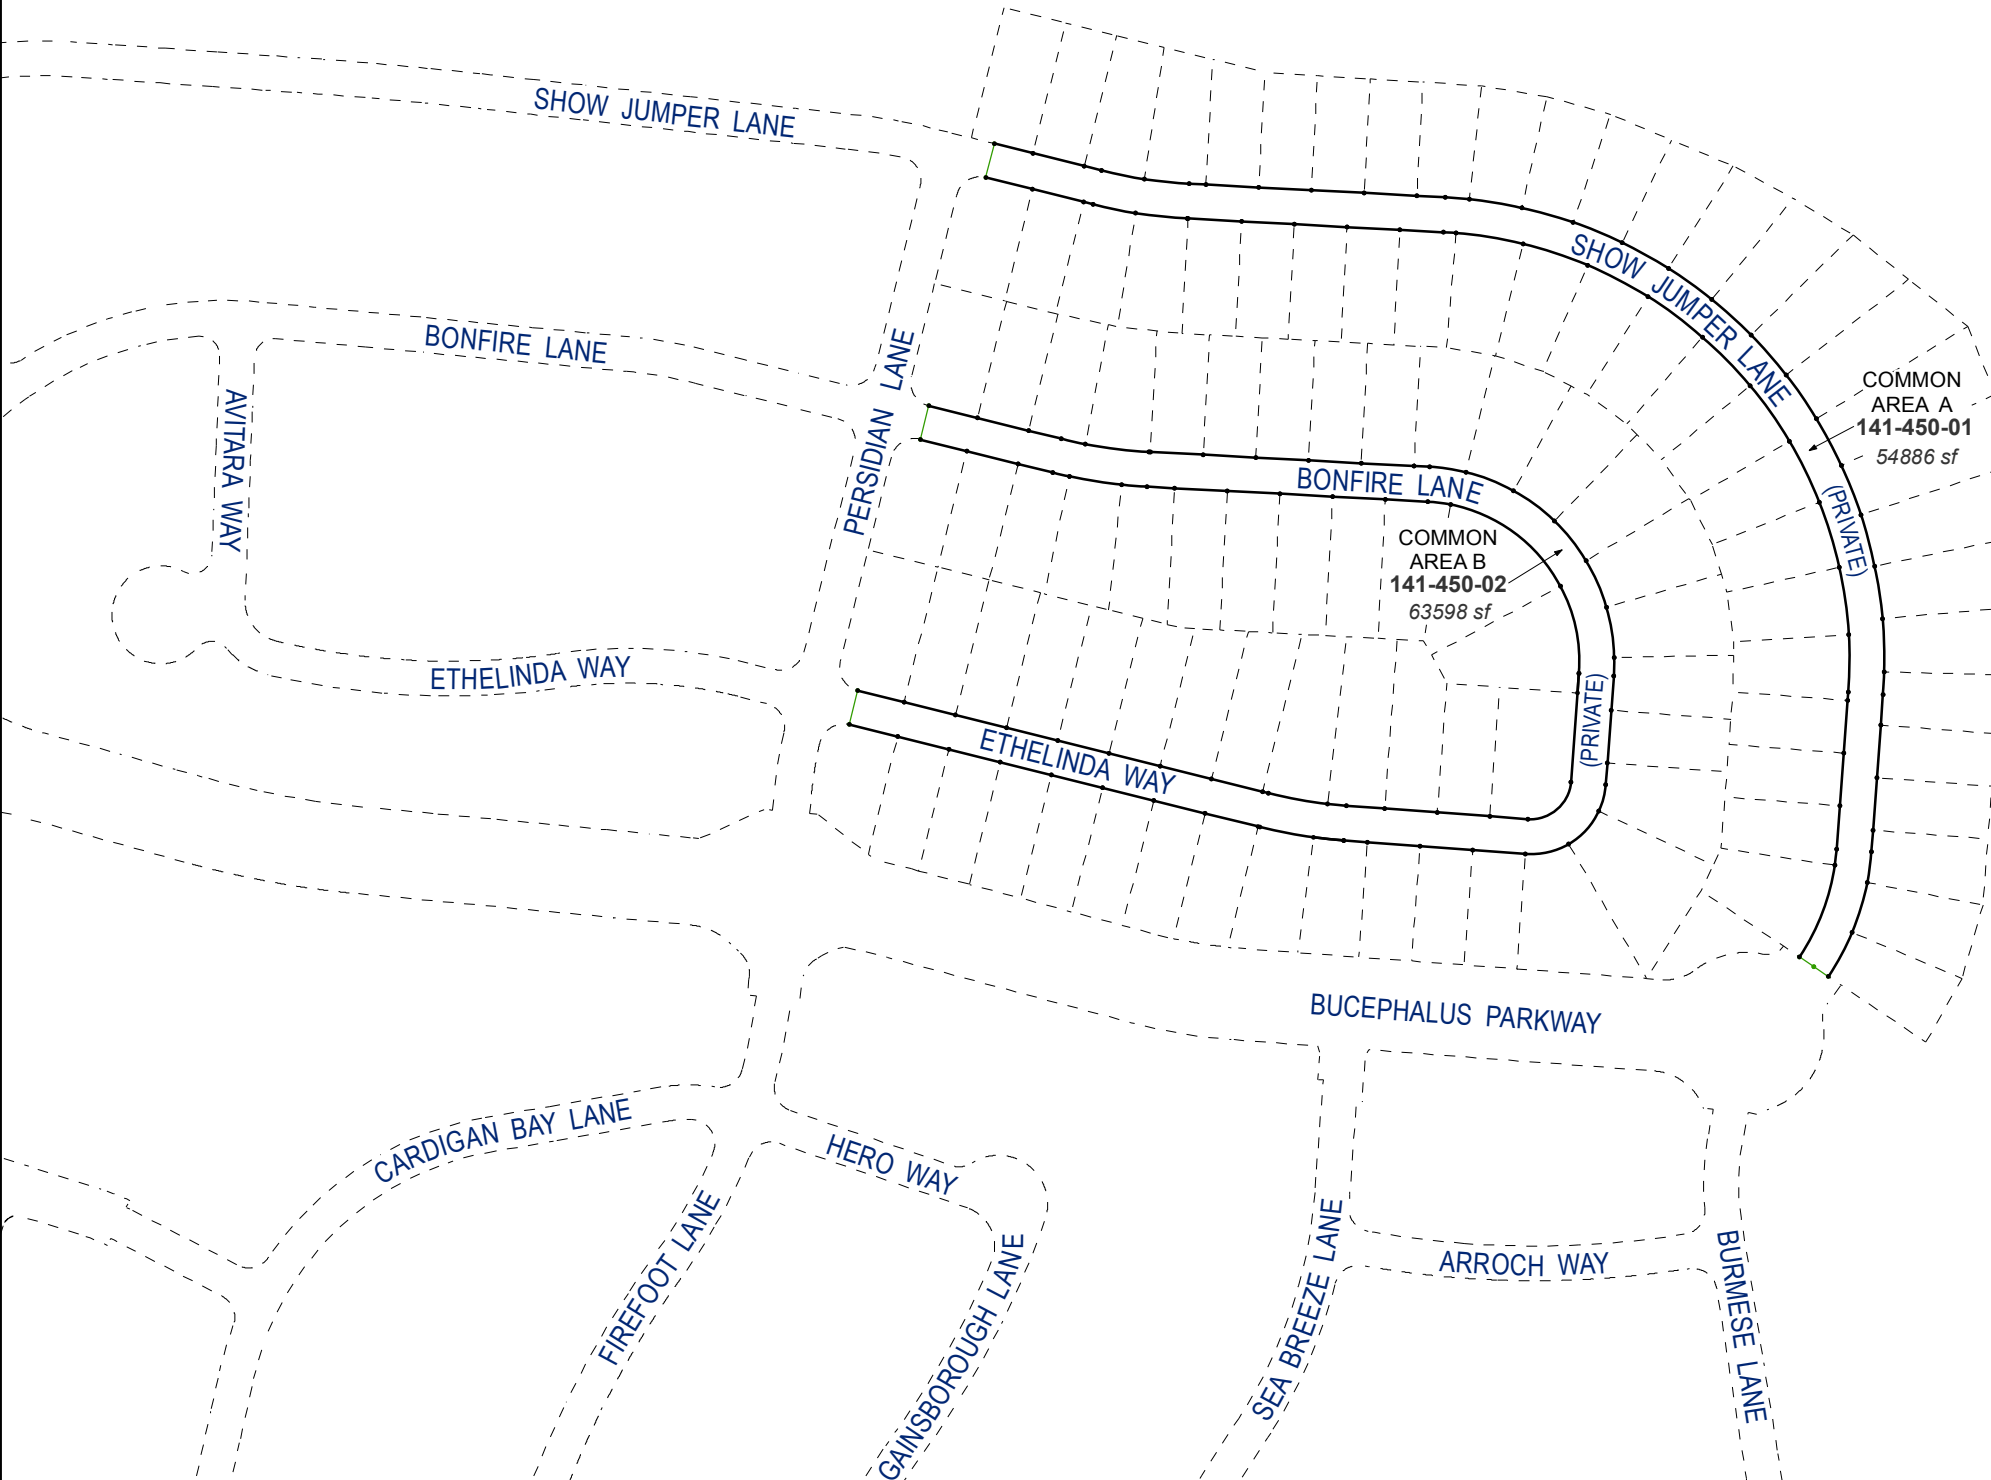 SHOW JUMPER LANE
SHOW JUMPER LANE
BONFIRE LANE
PERSIDIAN LANE
AVITARA WAY
COMMON
AREA A
141-450-01
54886 sf
(PRIVATE)
BONFIRE LANE
COMMON
AREA B
141-450-02
63598 sf
(PRIVATE)
ETHELINDA WAY
ETHELINDA WAY
BUCEPHALUS PARKWAY
CARDIGAN BAY LANE
HERO WAY
FIREFOOT LANE
GAINSBOROUGH LANE
SEA BREEZE LANE
ARROCH WAY
BURMESE LANE